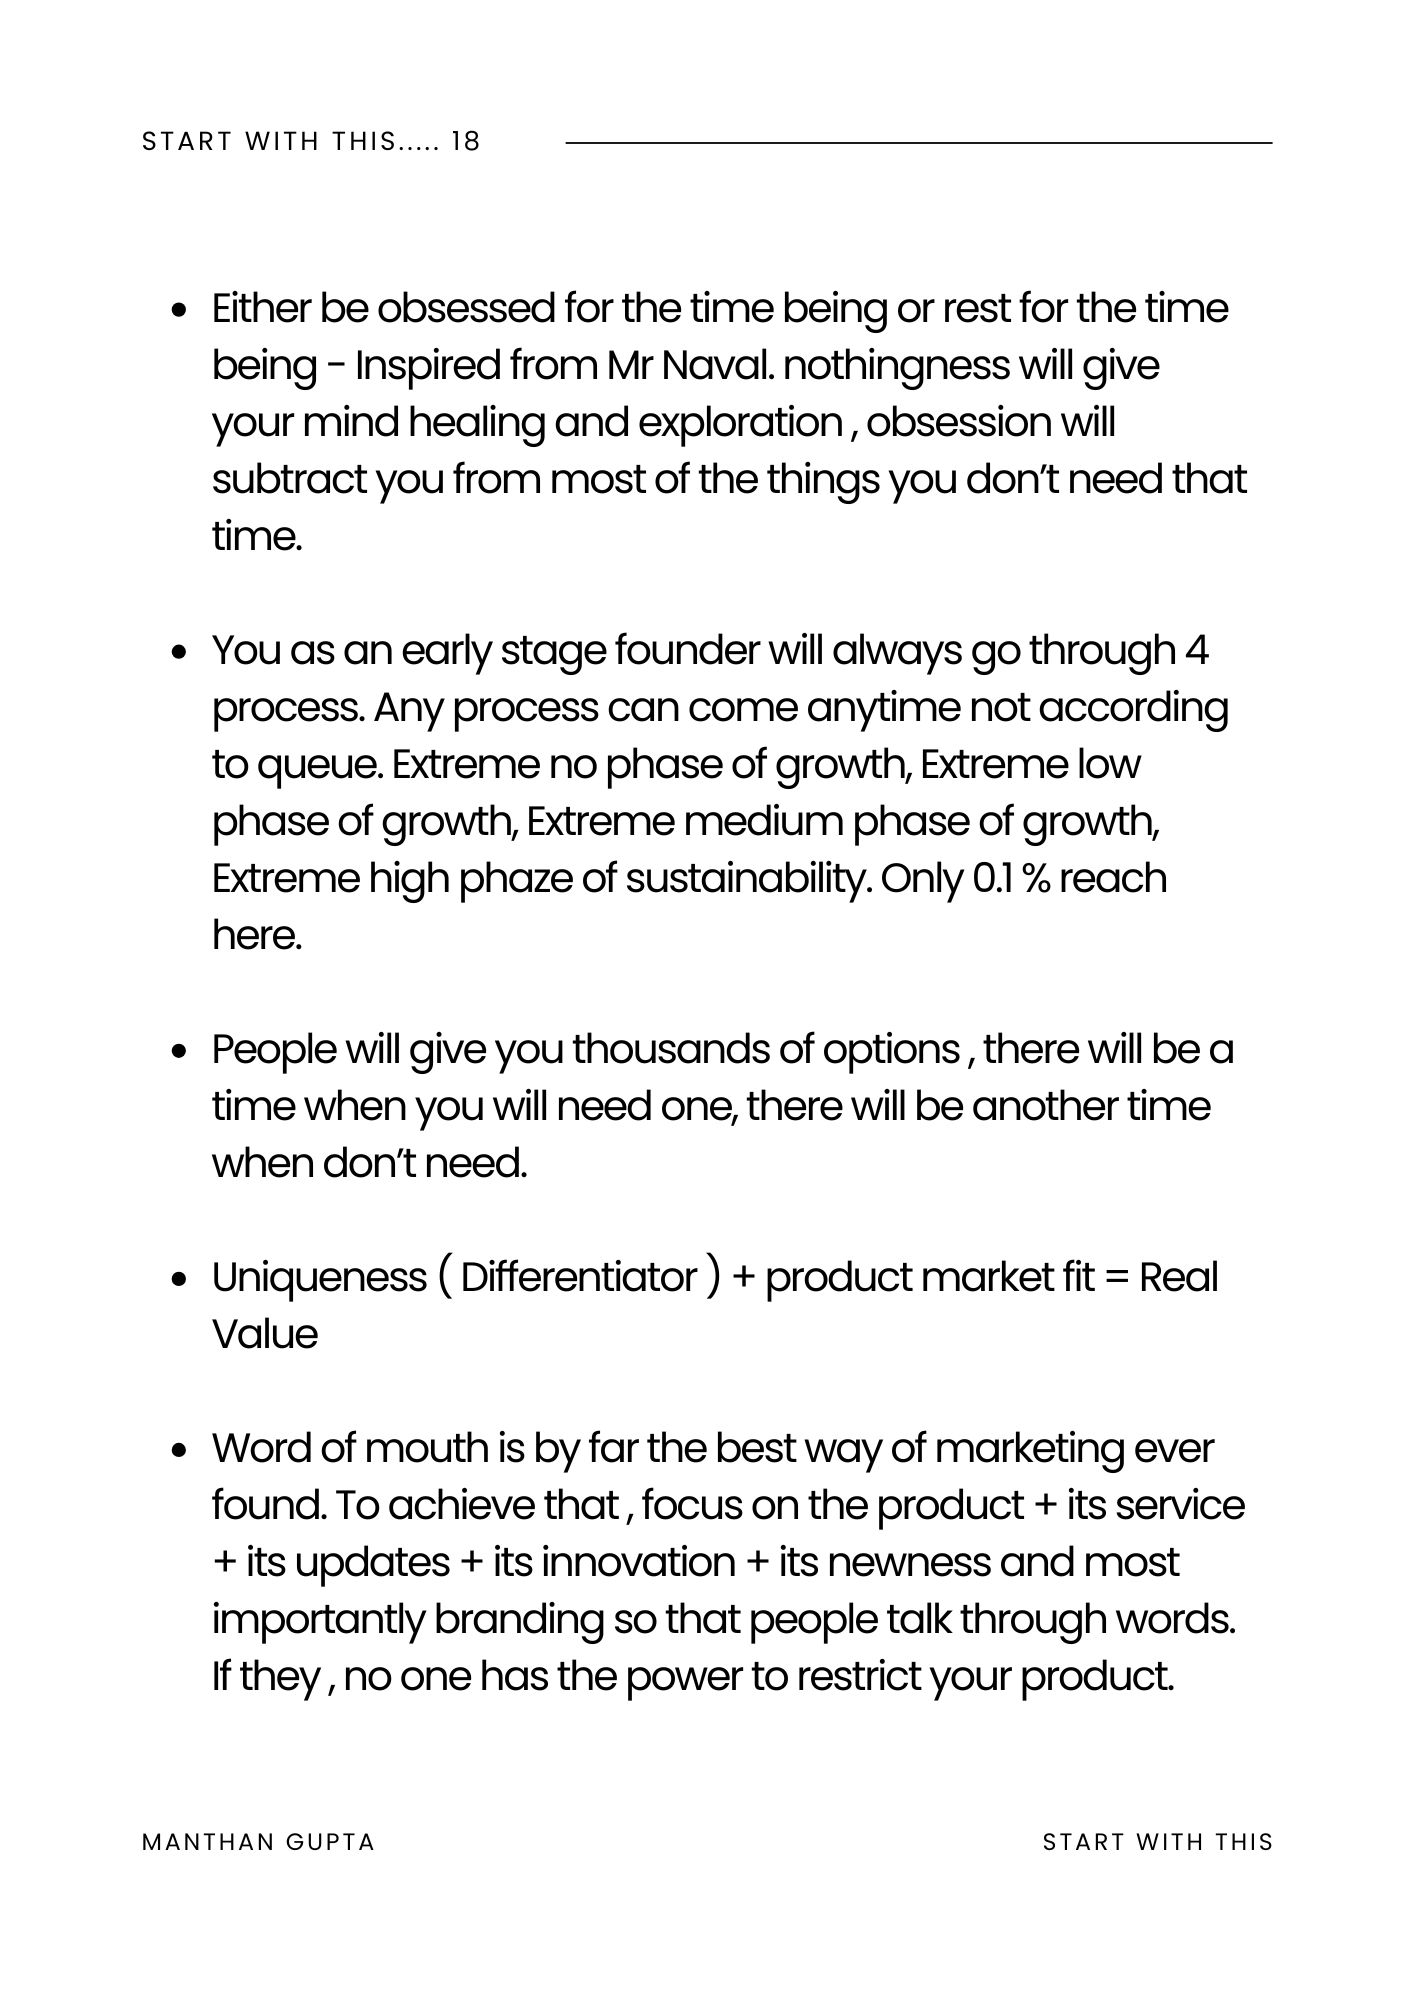 START WITH THIS..... 18
• Either be obsessed for the time being or rest for the time
being - Inspired from Mr Naval. nothingness will give
your mind healing and exploration , obsession will
subtract you from most of the things you don’t need that
time.
• You as an early stage founder will always go through 4
process. Any process can come anytime not according
to queue. Extreme no phase of growth, Extreme low
phase of growth, Extreme medium phase of growth,
Extreme high phaze of sustainability. Only 0.1 % reach
here.
• People will give you thousands of options , there will be a
time when you will need one, there will be another time
when don’t need.
• Uniqueness ( Differentiator ) + product market fit = Real
Value
• Word of mouth is by far the best way of marketing ever
found. To achieve that , focus on the product + its service
+ its updates + its innovation + its newness and most
importantly branding so that people talk through words.
If they , no one has the power to restrict your product.
MANTHAN GUPTA
START WITH THIS